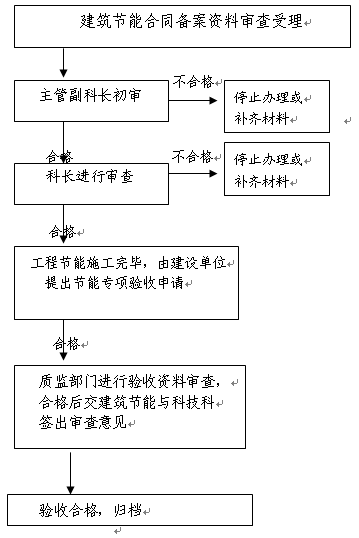 建筑节能合同备案资料审查受理
主管副科长初审
不合格
停止办理或
补齐材料
合格
科长进行审查
不合格
停止办理或
补齐材料
合格
工程节能施工完毕，由建设单位
提出节能专项验收申请
合格
质监部门进行验收资料审查，
合格后交建筑节能与科技科
签出审查意见
验收合格，归档